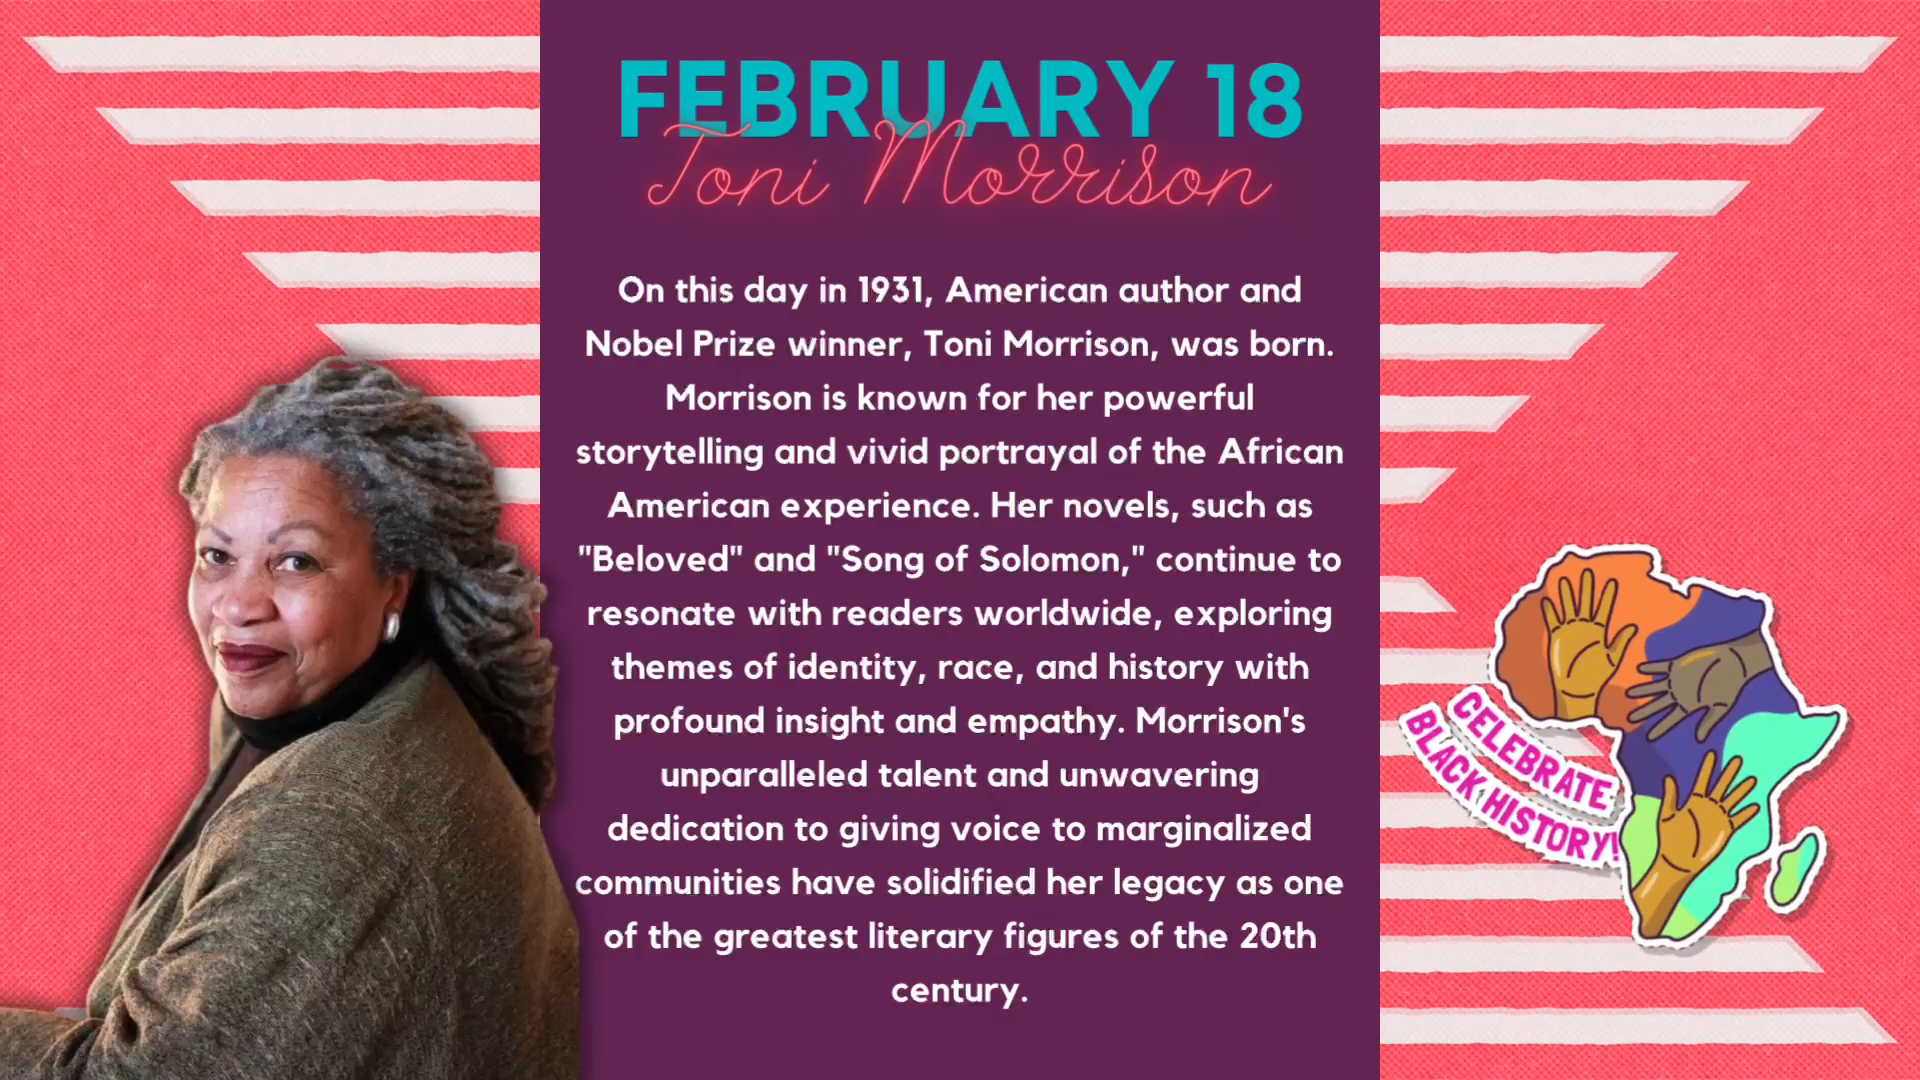 FEBRUARY 18
Toni Morrison
On this day in 1931, American author and
Nobel Prize winner, Toni Morrison, was born.
Morrison is known for her powerful
storytelling and vivid portrayal of the African
American experience. Her novels, such as
"Beloved" and "Song of Solomon," continue to
resonate with readers worldwide, exploring
themes of identity, race, and history with
profound insight and empathy. Morrison's
unparalleled talent and unwavering
dedication to giving voice to marginalized
communities have solidified her legacy as one
of the greatest literary figures of the 20th
century.
CELEBRATE
BLACK HISTORY!